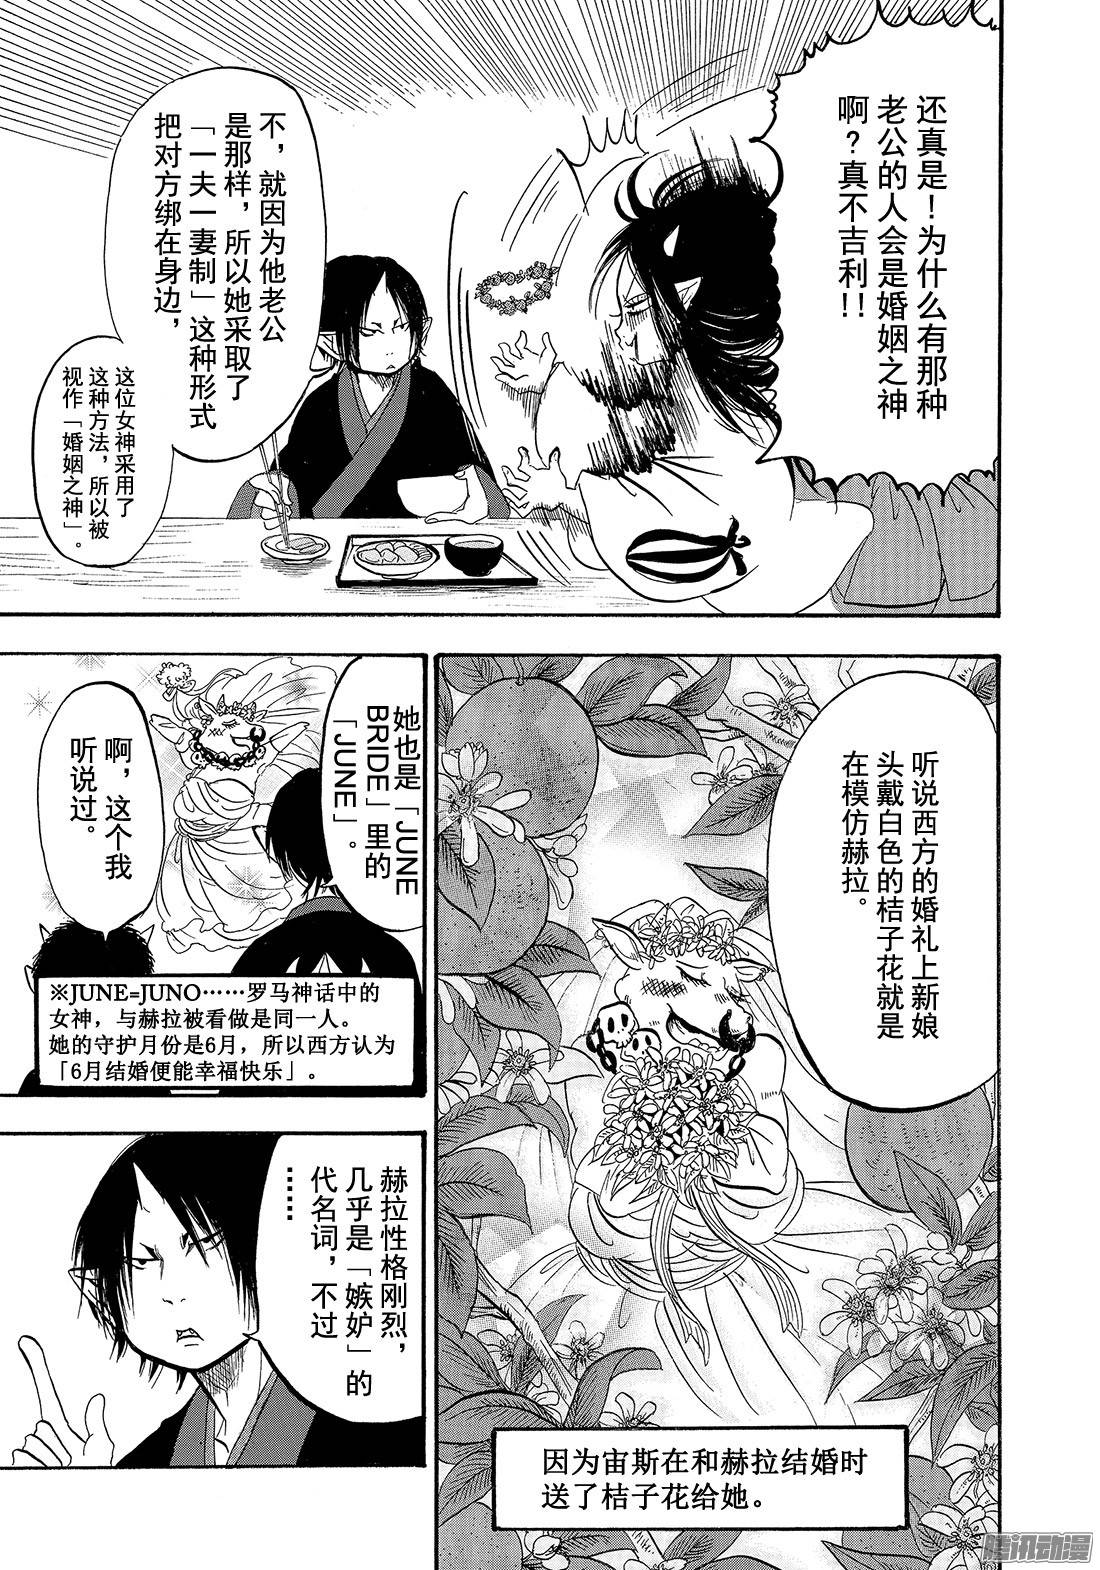 还真是！为什么有那种
老公的人会是婚姻之神
啊？真不吉利!!
不，就因为他老公
是那样，所以她采取了
「一夫一妻制」这种形式
把对方绑在身边，
这位女神采用了
这种方法，所以被
视作「婚姻之神」。
听说西方的婚礼上新娘
头戴白色的桔子花就是
在模仿赫拉。
因为宙斯在和赫拉结婚时
送了桔子花给她。
她也是「JUNE
BRIDE」里的
「JUNE」。
啊，这个我
听说过。
※JUNE=JUNO……罗马神话中的
女神，与赫拉被看做是同一人。
她的守护月份是6月，所以西方认为
「6月结婚便能幸福快乐」。
赫拉性格刚烈，
几乎是「嫉妒」的
代名词，不过
……
腾讯动漫